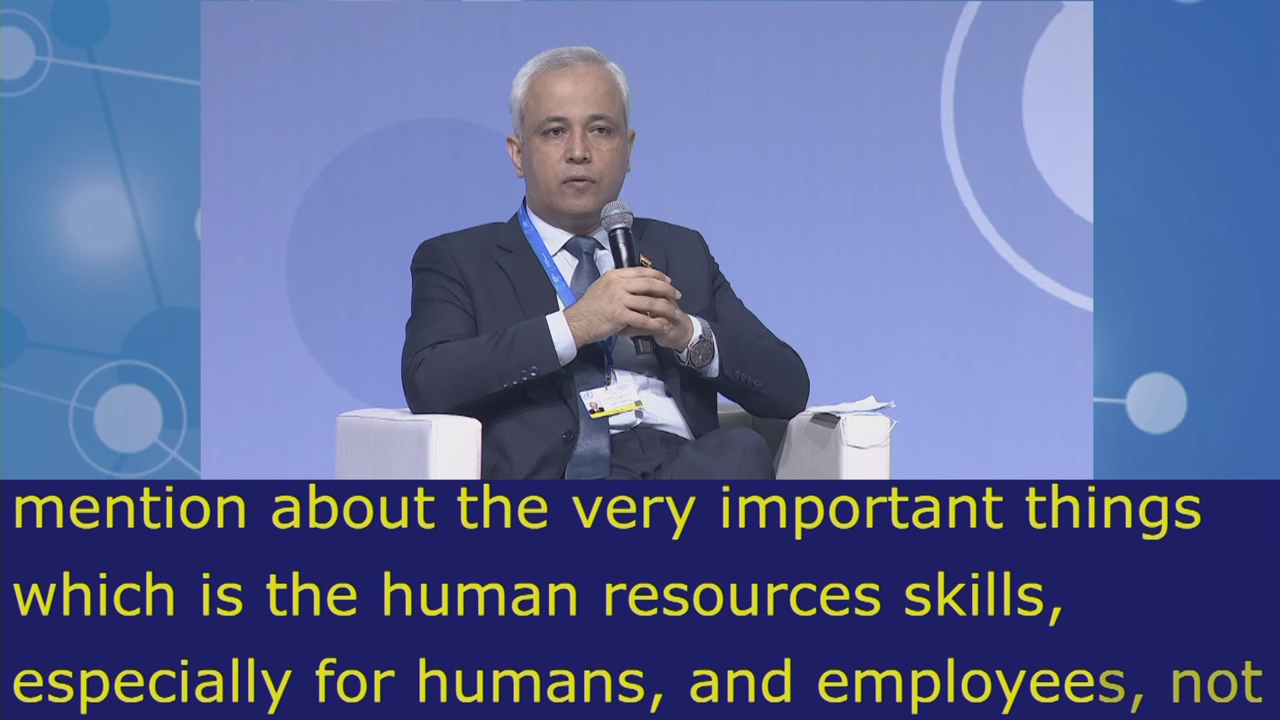 mention about the very important things
which is the human resources skills,
especially for humans, and employees, not